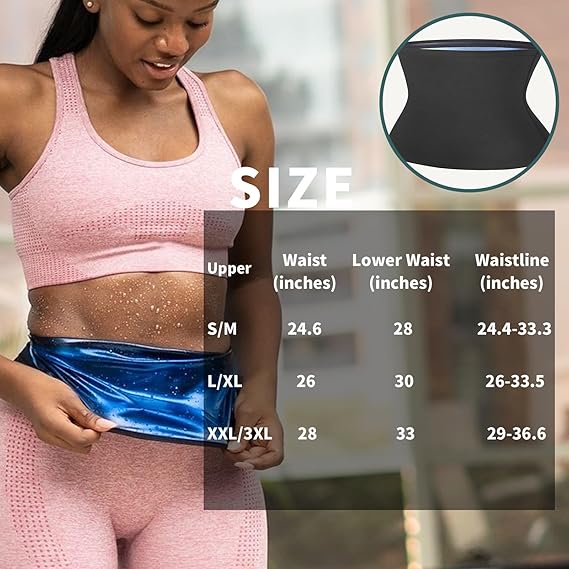 SIZE
Upper Waist (inches) Lower Waist (inches) Waistline (inches)
S/M 24.6 28 24.4-33.3
L/XL 26 30 26-33.5
XXL/3XL 28 33 29-36.6